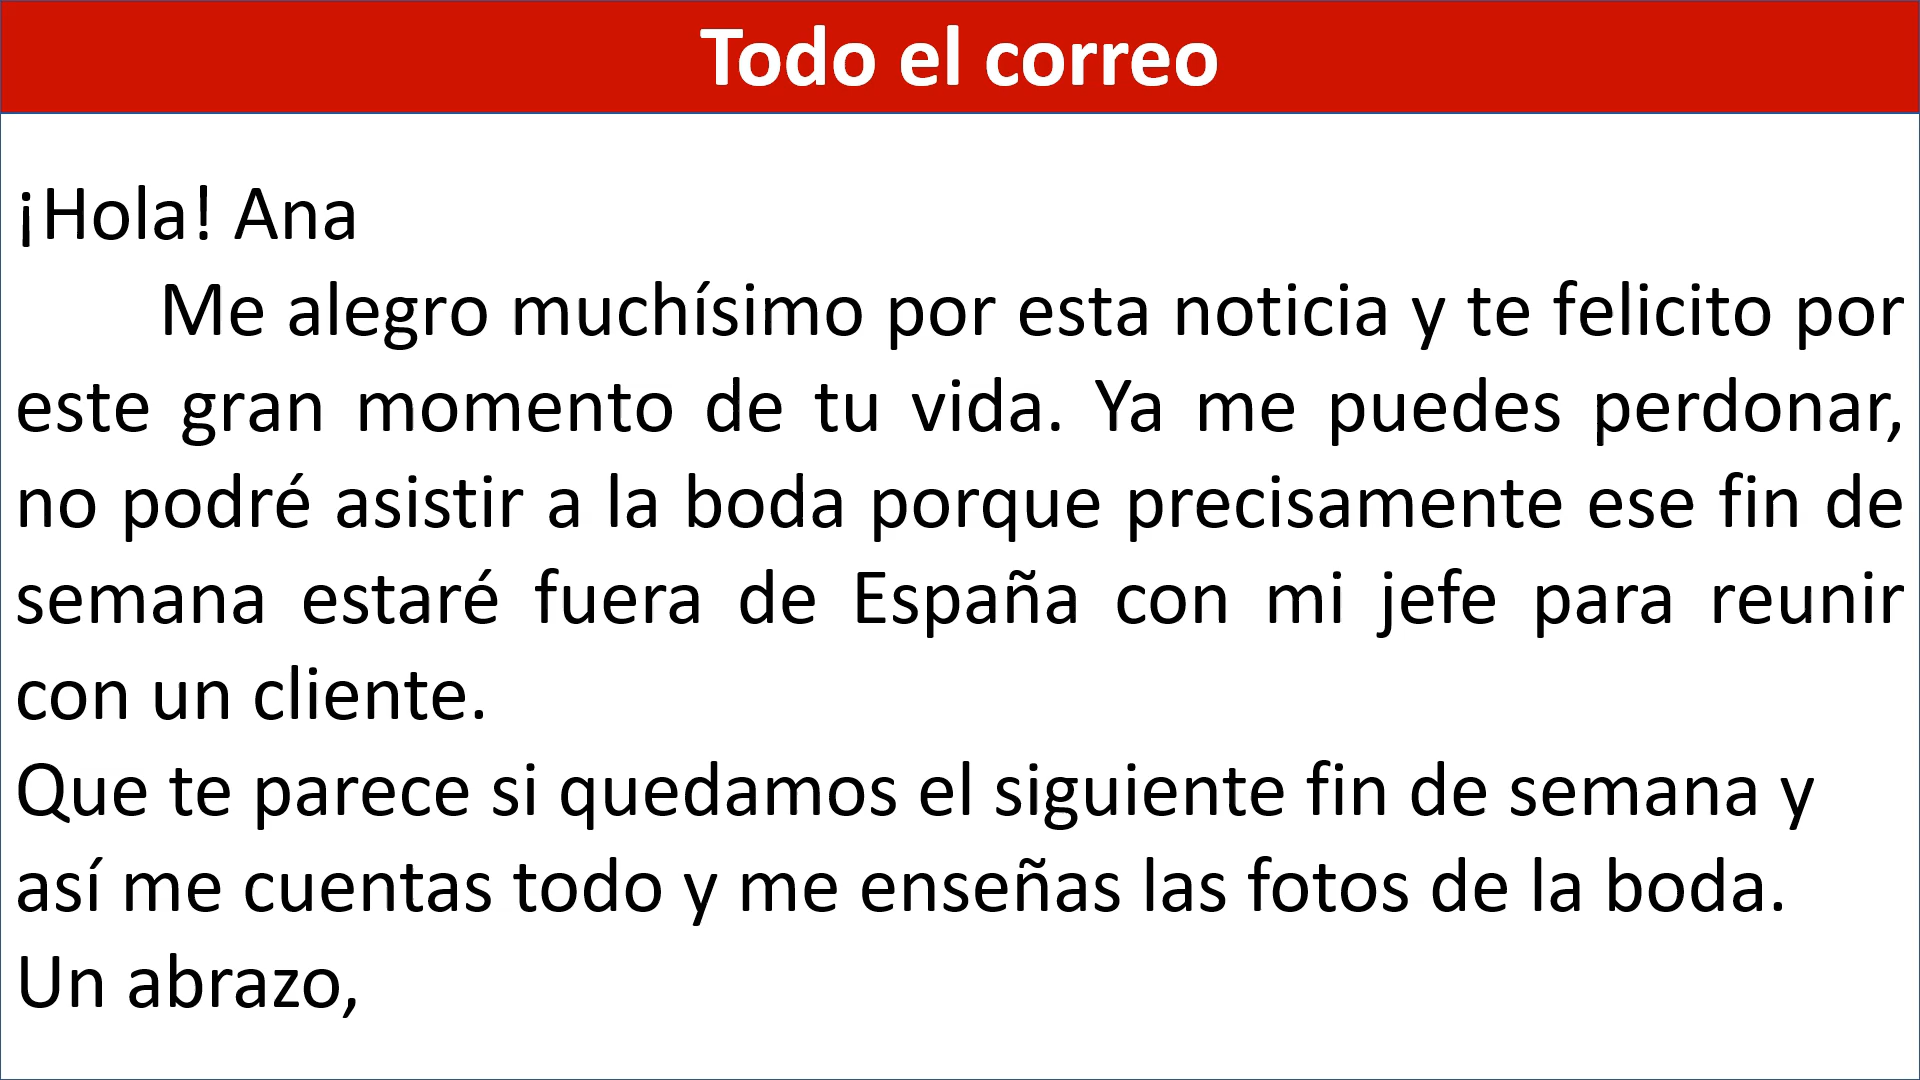 Todo el correo
¡Hola! Ana
Me alegro muchísimo por esta noticia y te felicito por
este gran momento de tu vida. Ya me puedes perdonar,
no podré asistir a la boda porque precisamente ese fin de
semana estaré fuera de España con mi jefe para reunir
con un cliente.
Que te parece si quedamos el siguiente fin de semana y
así me cuentas todo y me enseñas las fotos de la boda.
Un abrazo,